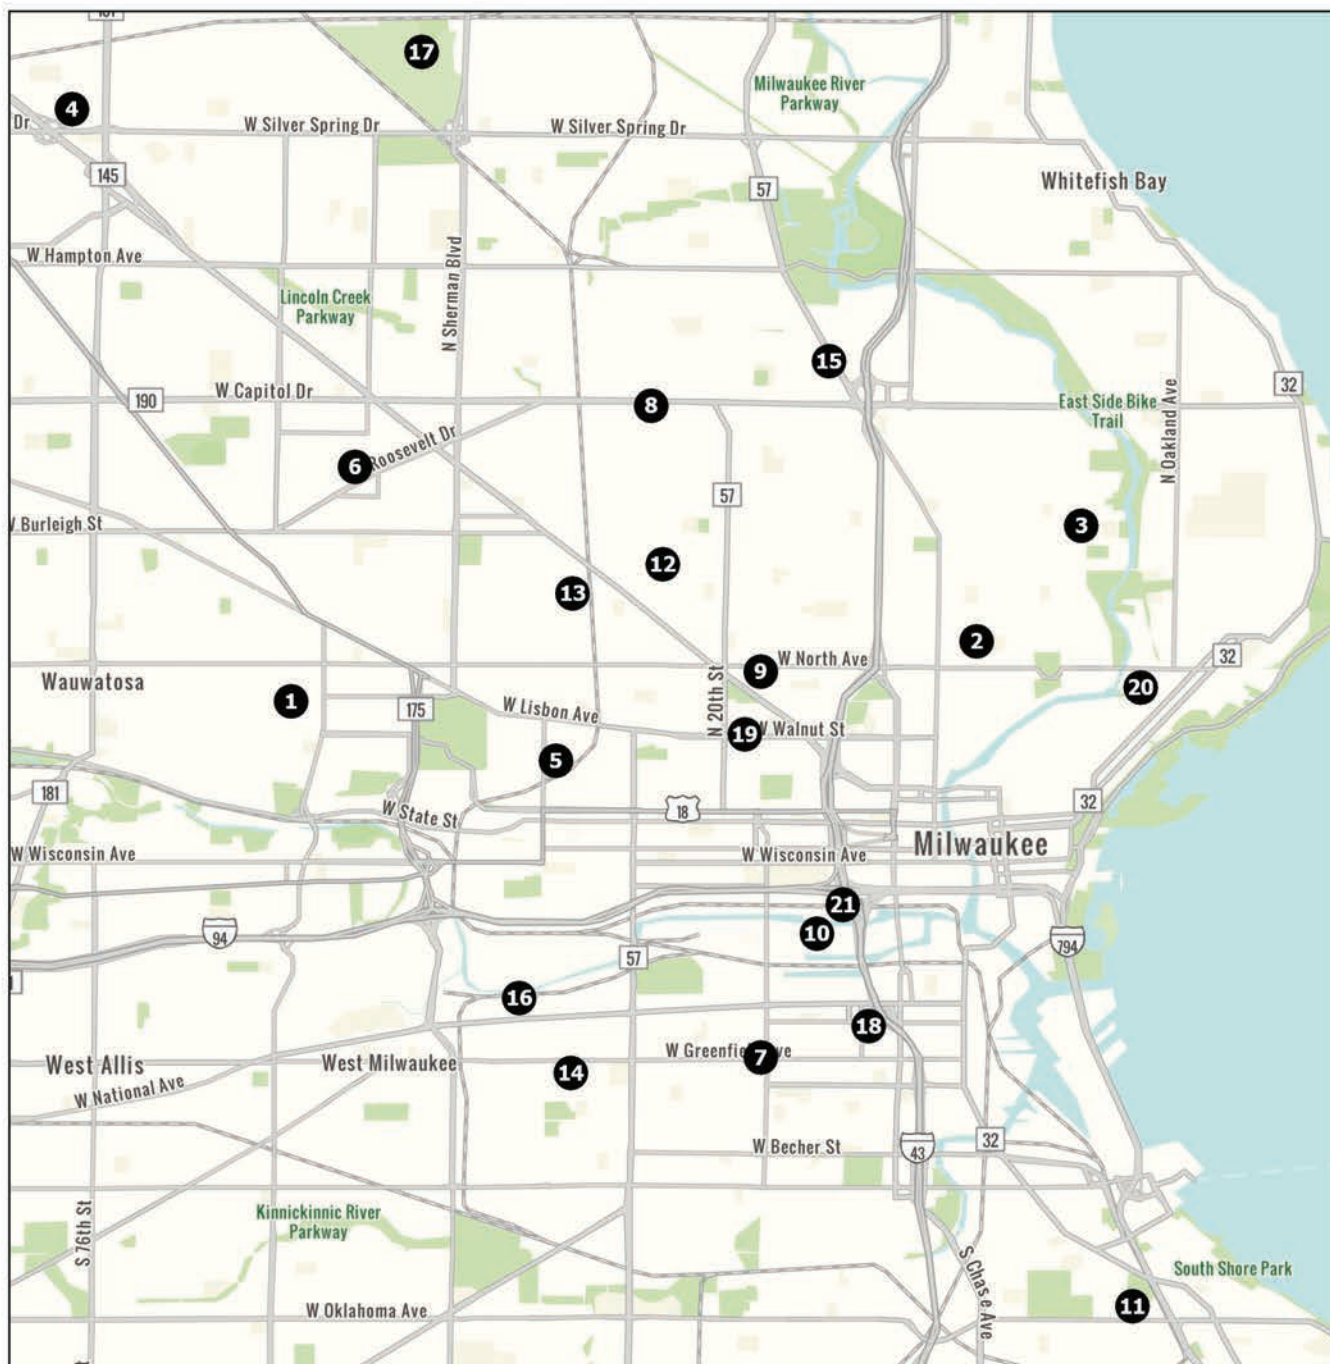 17
Milwaukee River
Parkway
4
Dr
W Silver Spring Dr
W Silver Spring Dr
145
57
Whitefish Bay
W Hampton Ave
N Sherman Blvd
Lincoln Creek
Parkway
15
32
190
W Capitol Dr
8
East Side Bike
Trail
N Oakland Ave
6
Roosevelt Dr
57
W Burleigh St
3
12
13
2
W North Ave
9
32
Wauwatosa
20
1
175
W Lisbon Ave
N 20th St
19
W Walnut St
5
181
32
W State St
18
Milwaukee
W Wisconsin Ave
W Wisconsin Ave
21
10
94
794
57
16
18
West Allis
West Milwaukee
W Greenfield Ave
7
14
W National Ave
W Becher St
32
43
S 76th St
Kinnickinnic River
Parkway
S Chase Ave
South Shore Park
W Oklahoma Ave
11